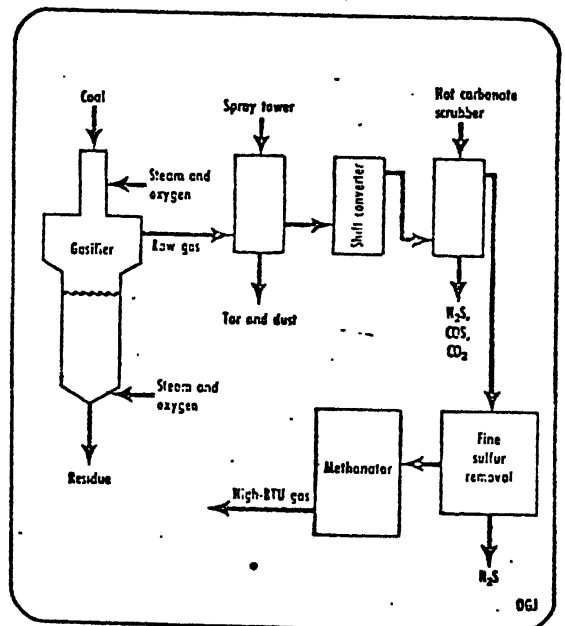 Coal
Spray tower
Hot carbonate
scrubber
Steam and
oxygen
Gasifier
Raw gas
Shift converter
Tar and dust
H₂S,
COS,
CO₂
Steam and
oxygen
Residue
Methanator
Fine
sulfur
removal
High-BTU gas
H₂S
OGJ